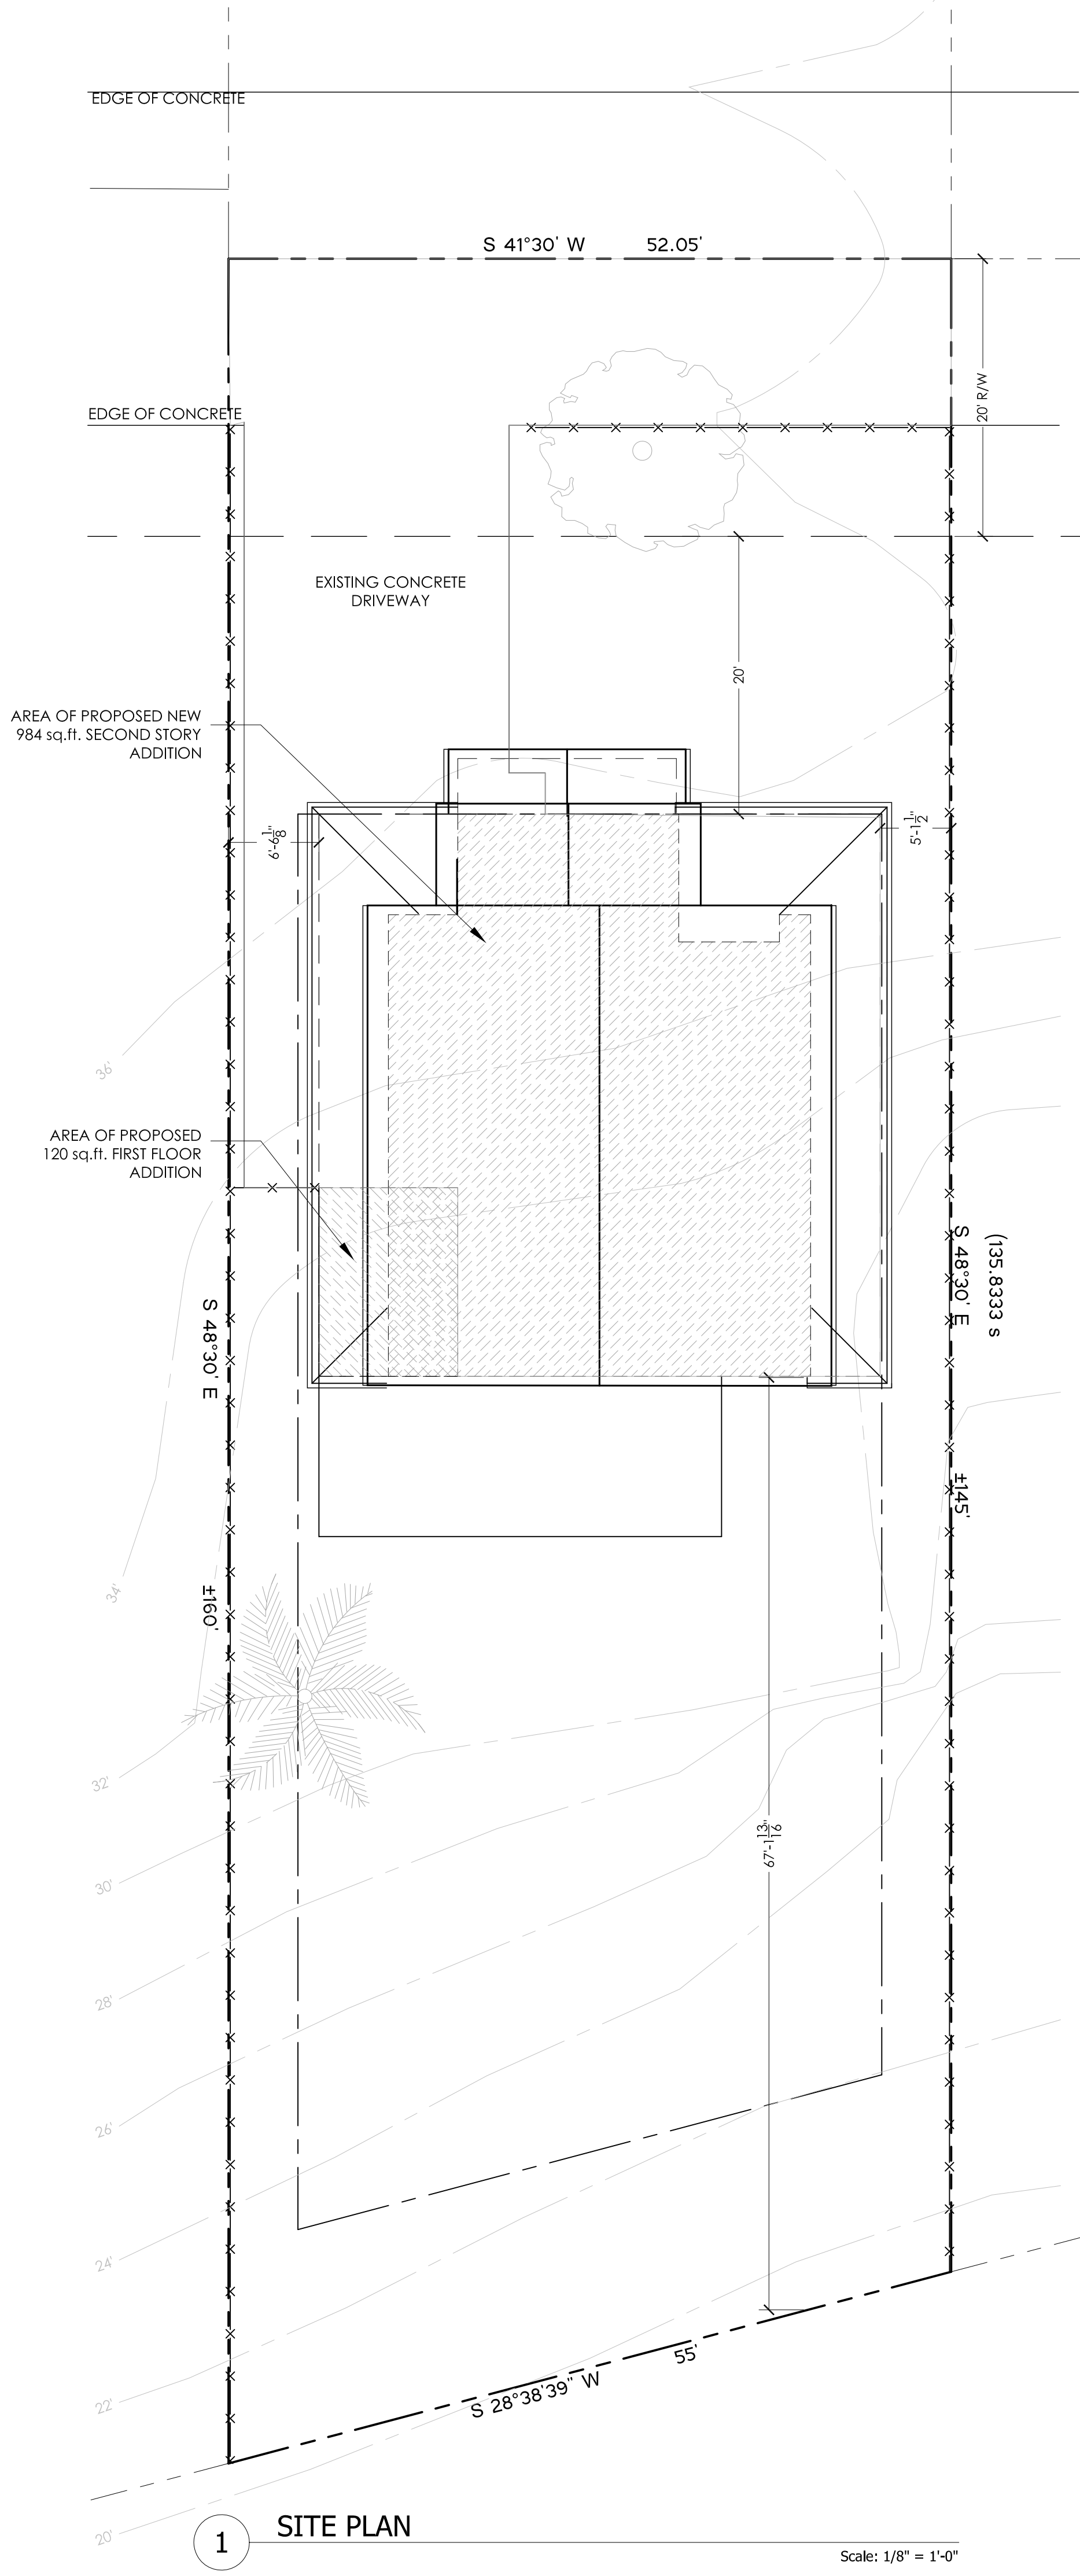 EDGE OF CONCRETE
S 41°30' W 52.05'
20' R/W
EDGE OF CONCRETE
EXISTING CONCRETE
DRIVEWAY
20'
AREA OF PROPOSED NEW
984 sq.ft. SECOND STORY
ADDITION
6'-6 1/8"
5'-1 1/2"
36'
AREA OF PROPOSED
120 sq.ft. FIRST FLOOR
ADDITION
S 48°30' E
±160'
S 48°30' E
±145'
(135.8333 s
34'
32'
30'
67'-1 13/16"
28'
26'
24'
22'
20'
S 28°38'39" W 55'
1
SITE PLAN
Scale: 1/8" = 1'-0"